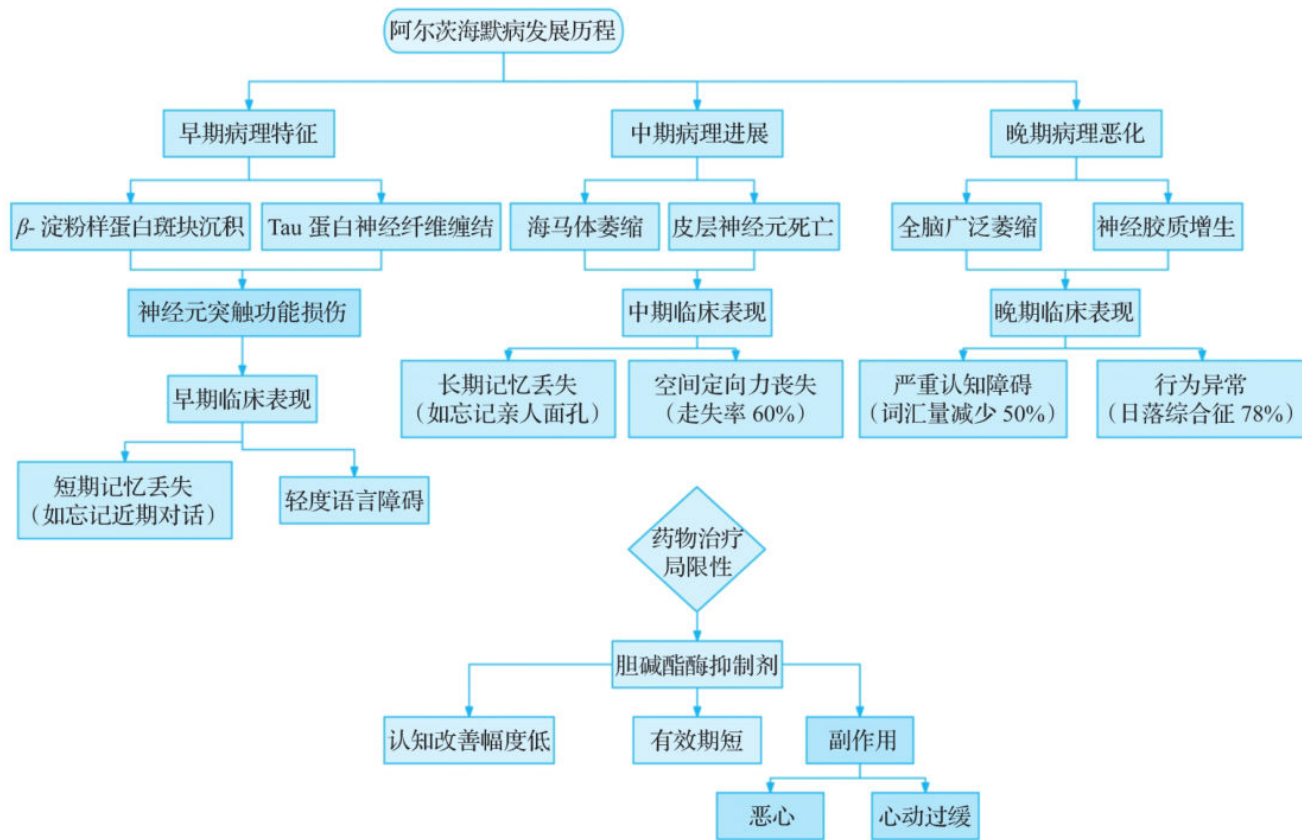 阿尔茨海默病发展历程
早期病理特征
中期病理进展
晚期病理恶化
β- 淀粉样蛋白斑块沉积
Tau 蛋白神经纤维缠结
海马体萎缩
皮层神经元死亡
全脑广泛萎缩
神经胶质增生
神经元突触功能损伤
中期临床表现
晚期临床表现
早期临床表现
长期记忆丢失
（如忘记亲人面孔）
空间定向力丧失
（走失率 60%）
严重认知障碍
（词汇量减少 50%）
行为异常
（日落综合征 78%）
短期记忆丢失
（如忘记近期对话）
轻度语言障碍
药物治疗
局限性
胆碱酯酶抑制剂
认知改善幅度低
有效期短
副作用
恶心
心动过缓